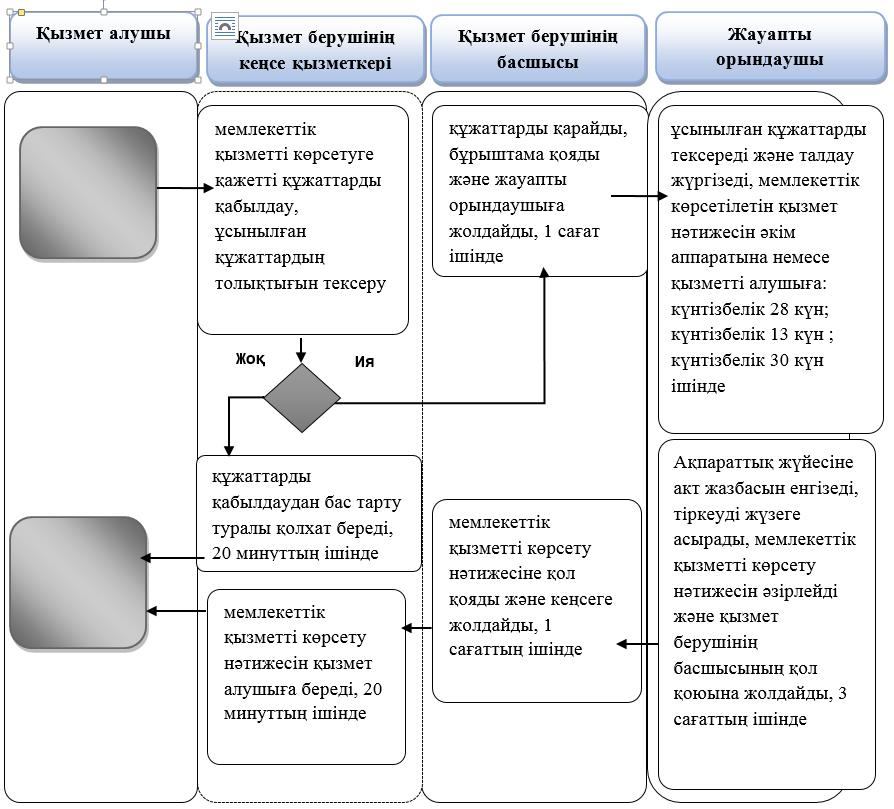 Қызмет алушы
Қызмет берушінің
кеңсе қызметкері
Қызмет берушінің
басшысы
Жауапты
орындаушы
мемлекеттік
қызметті көрсетуге
қажетті құжаттарды
қабылдау,
ұсынылған
құжаттардың
толықтығын тексеру
құжаттарды қарайды,
бұрыштама қояды
және жауапты
орындаушыға
жолдайды, 1 сағат
ішінде
ұсынылған құжаттарды
тексереді және талдау
жүргізеді, мемлекеттік
көрсетілетін қызмет
нәтижесін әкім
аппаратына немесе
қызметті алушыға:
күнтізбелік 28 күн;
күнтізбелік 13 күн ;
күнтізбелік 30 күн
ішінде
Жоқ
Ия
құжаттарды
қабылдаудан бас тарту
туралы қолхат береді,
20 минуттың ішінде
мемлекеттік
қызметті көрсету
нәтижесін қызмет
алушыға береді, 20
минуттың ішінде
мемлекеттік
қызметті көрсету
нәтижесіне қол
қояды және кеңсеге
жолдайды, 1
сағаттың ішінде
Ақпараттық жүйесіне
акт жазбасын енгізеді,
тіркеуді жүзеге
асырады, мемлекеттік
қызметті көрсету
нәтижесін әзірлейді
және қызмет
берушінің
басшысының қол
қоюына жолдайды, 3
сағаттың ішінде